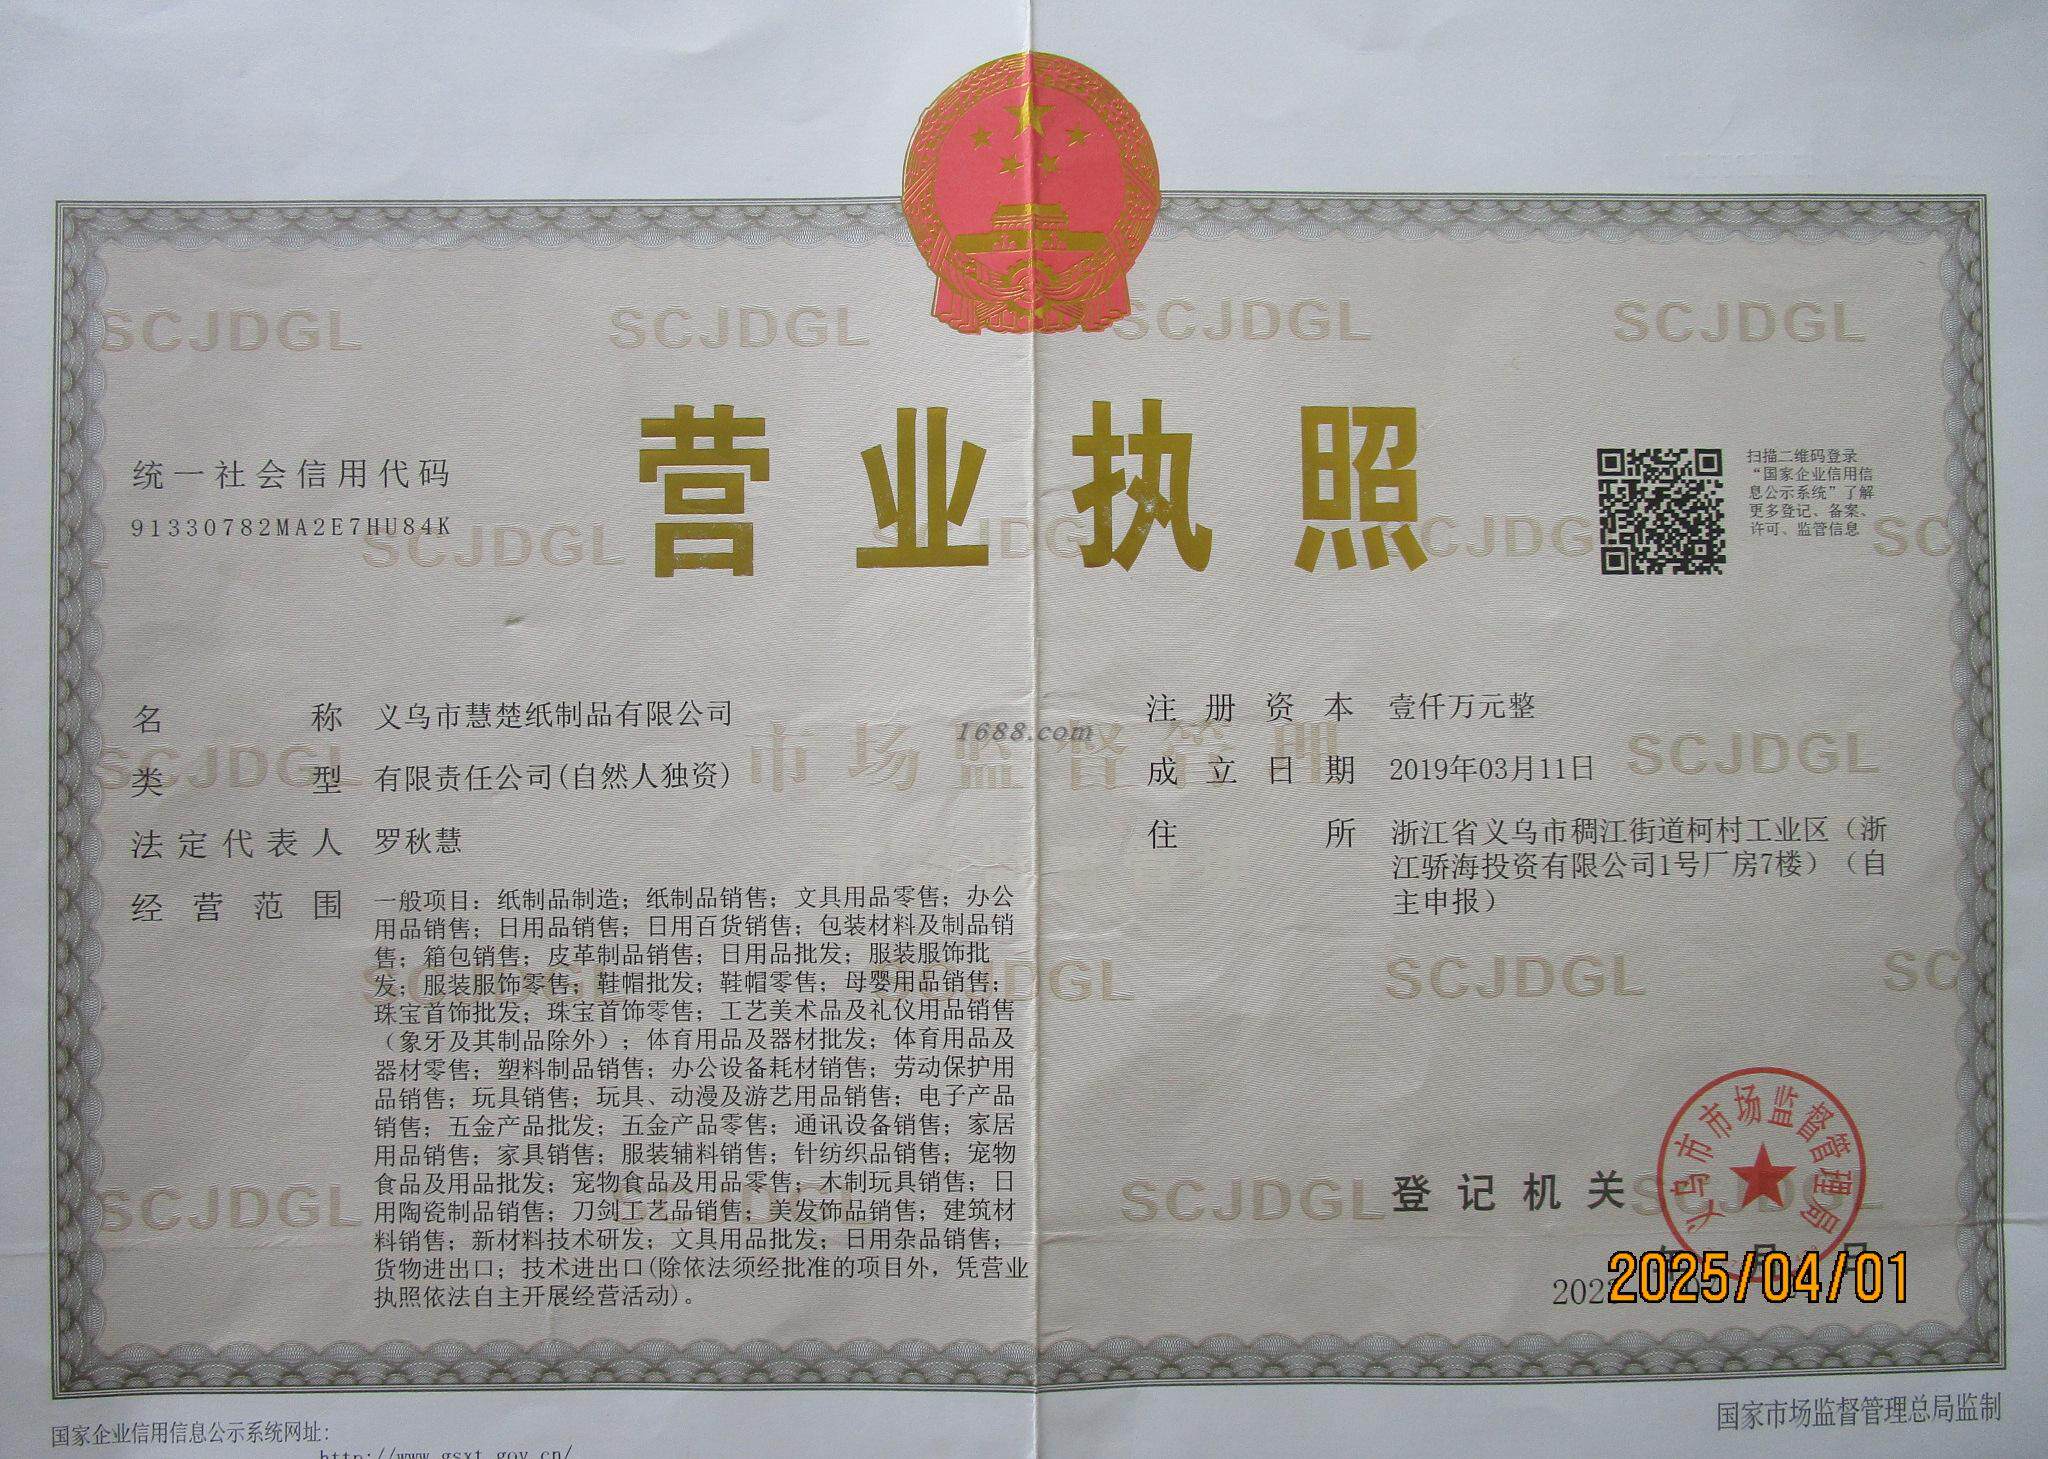 营业执照
统一社会信用代码
91330782MA2E7HU84K
扫描二维码登录
“国家企业信用信
息公示系统”了解
更多登记、备案、
许可、监管信息
名称 义乌市慧楚纸制品有限公司
类型 有限责任公司(自然人独资)
法定代表人 罗秋慧
经营范围 一般项目：纸制品制造；纸制品销售；文具用品零售；办公
用品销售；日用品销售；日用百货销售；包装材料及制品销
售；箱包销售；皮革制品销售；日用品批发；服装服饰批
发；服装服饰零售；鞋帽批发；鞋帽零售；母婴用品销售；
珠宝首饰批发；珠宝首饰零售；工艺美术品及礼仪用品销售
（象牙及其制品除外）；体育用品及器材批发；体育用品及
器材零售；塑料制品销售；办公设备耗材销售；劳动保护用
品销售；玩具销售；玩具、动漫及游艺用品销售；电子产品
销售；五金产品批发；五金产品零售；通讯设备销售；家居
用品销售；家具销售；服装辅料销售；针纺织品销售；宠物
食品及用品批发；宠物食品及用品零售；木制玩具销售；日
用陶瓷制品销售；刀剑工艺品销售；美发饰品销售；建筑材
料销售；新材料技术研发；文具用品批发；日用杂品销售；
货物进出口；技术进出口(除依法须经批准的项目外，凭营业
执照依法自主开展经营活动)。
注册资本 壹仟万元整
成立日期 2019年03月11日
住所 浙江省义乌市稠江街道柯村工业区（浙
江骄海投资有限公司1号厂房7楼）（自
主申报）
1688.com
市场监督管理
SCJDGL SCJDGL SCJDGL SCJDGL
SCJDGL
SCJDGL
SCJDGL
SCJDGL
SCJDGL
SCJDGL
SCJDGL
登记机关
义乌市市场监督管理局
年 月 日
2025/04/01
国家企业信用信息公示系统网址:
http://www.gsxt.gov.cn/
国家市场监督管理总局监制